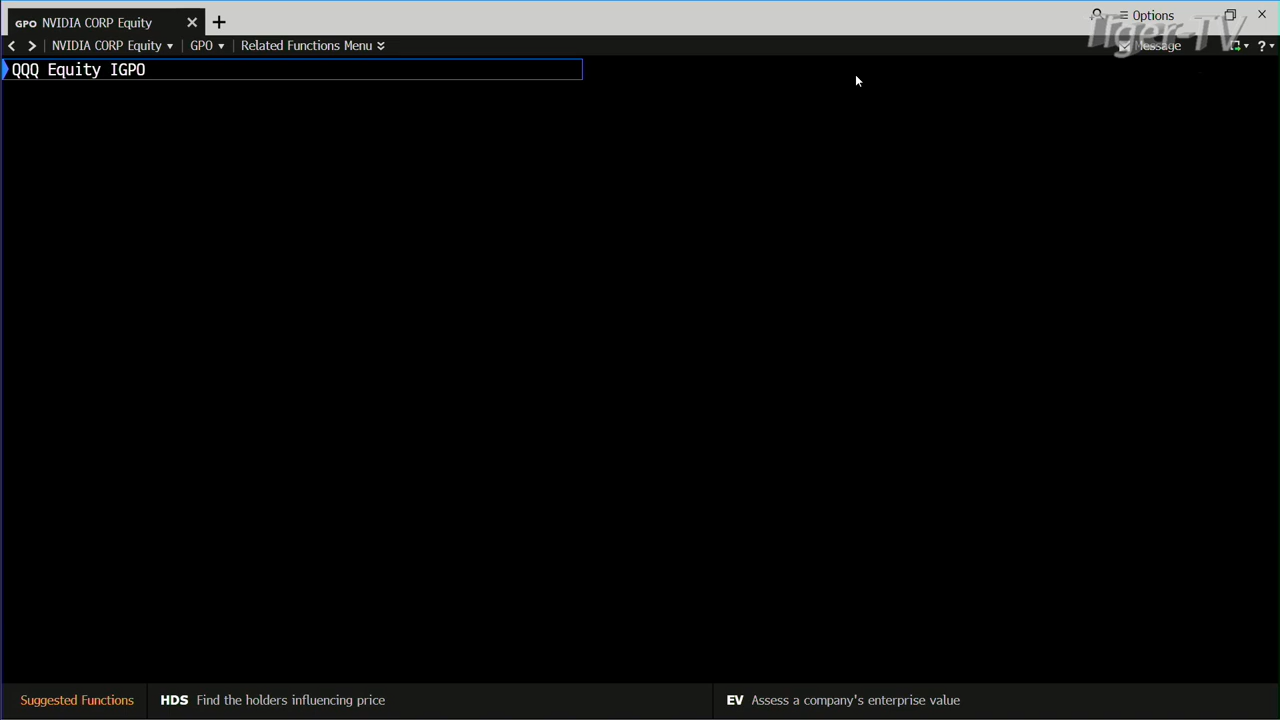 GPO NVIDIA CORP Equity
Options
NVIDIA CORP Equity GPO Related Functions Menu Message ?
Tiger-TV
QQQ Equity IGPO
Suggested Functions HDS Find the holders influencing price EV Assess a company's enterprise value